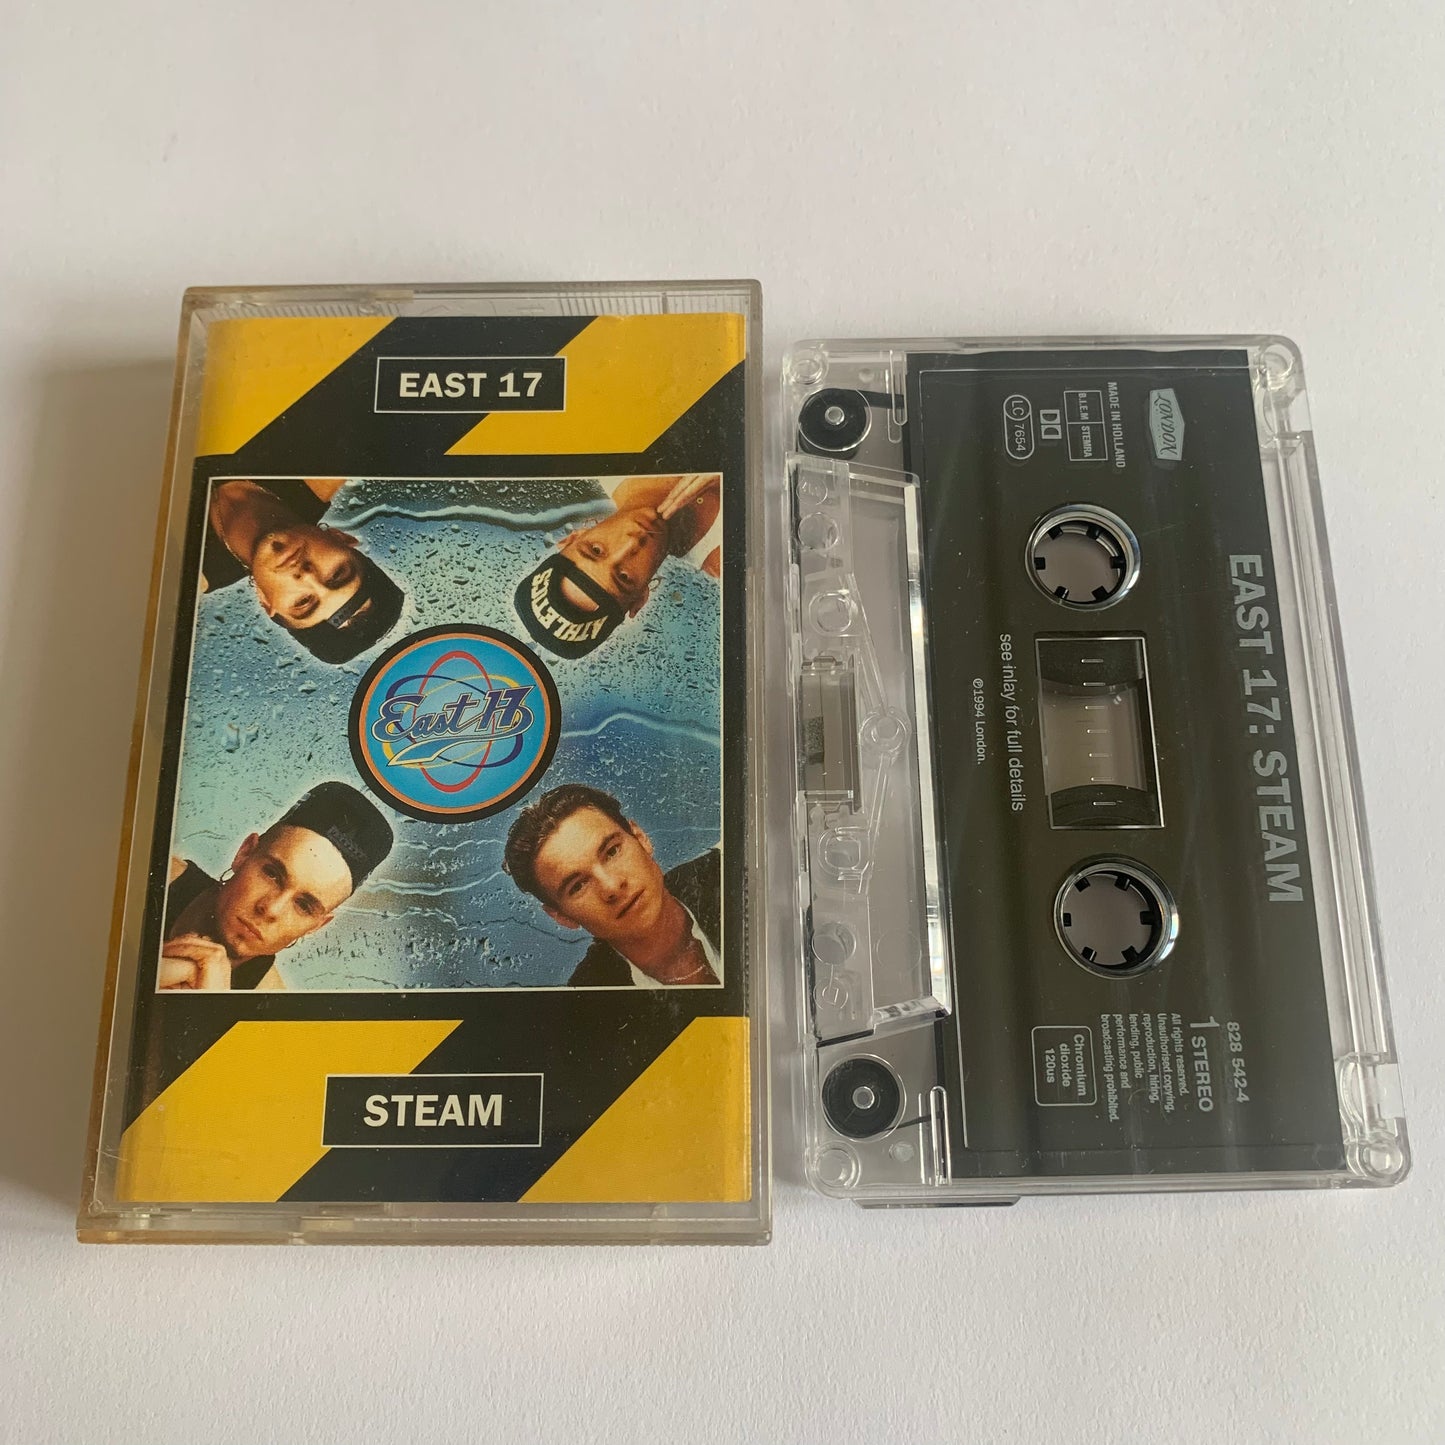 EAST 17
ATHLETICS
East 17
STEAM
LONDON
MADE IN HOLLAND
B.I.E.M
STEMRA
LC 7654
EAST 17: STEAM
see inlay for full details
℗1994 London.
828 542-4
1 STEREO
All rights reserved.
Unauthorised copying,
reproduction, hiring,
lending, public
performance and
broadcasting prohibited.
Chromium
dioxide
120us